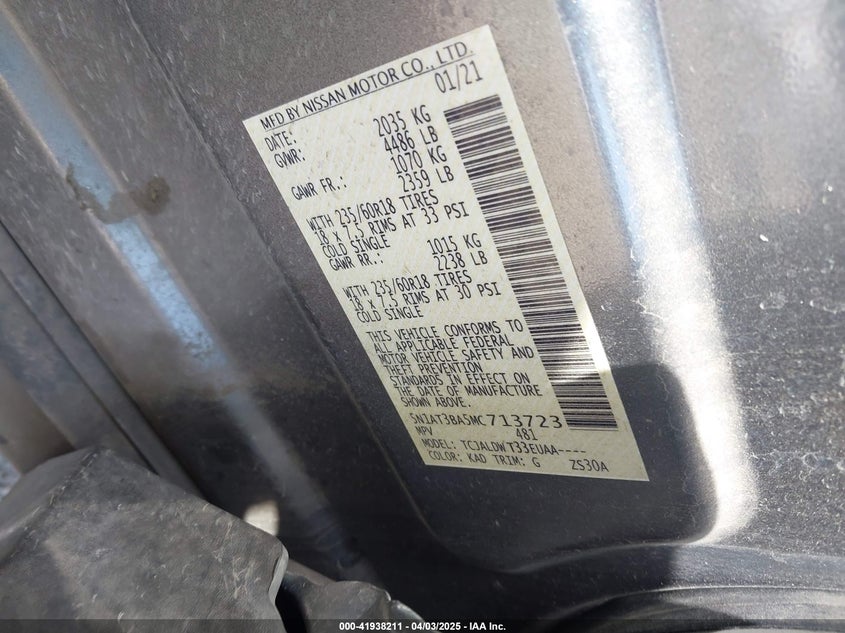 MFD BY NISSAN MOTOR CO., LTD.
DATE: 01/21
GVWR: 2035 KG
4486 LB
GAWR FR.: 1070 KG
2359 LB
WITH 235/60R18 TIRES
18 x 7.5 RIMS AT 33 PSI
COLD SINGLE
GAWR RR.: 1015 KG
2238 LB
WITH 235/60R18 TIRES
18 x 7.5 RIMS AT 30 PSI
COLD SINGLE
THIS VEHICLE CONFORMS TO
ALL APPLICABLE FEDERAL
MOTOR VEHICLE SAFETY AND
THEFT PREVENTION
STANDARDS IN EFFECT ON
THE DATE OF MANUFACTURE
SHOWN ABOVE.
5N1AT3BA5MC713723
MPV 481
MODEL: TCJALDWT33EUAA----
COLOR: KAD TRIM: G ZS30A
000-41938211 - 04/03/2025 - IAA Inc.